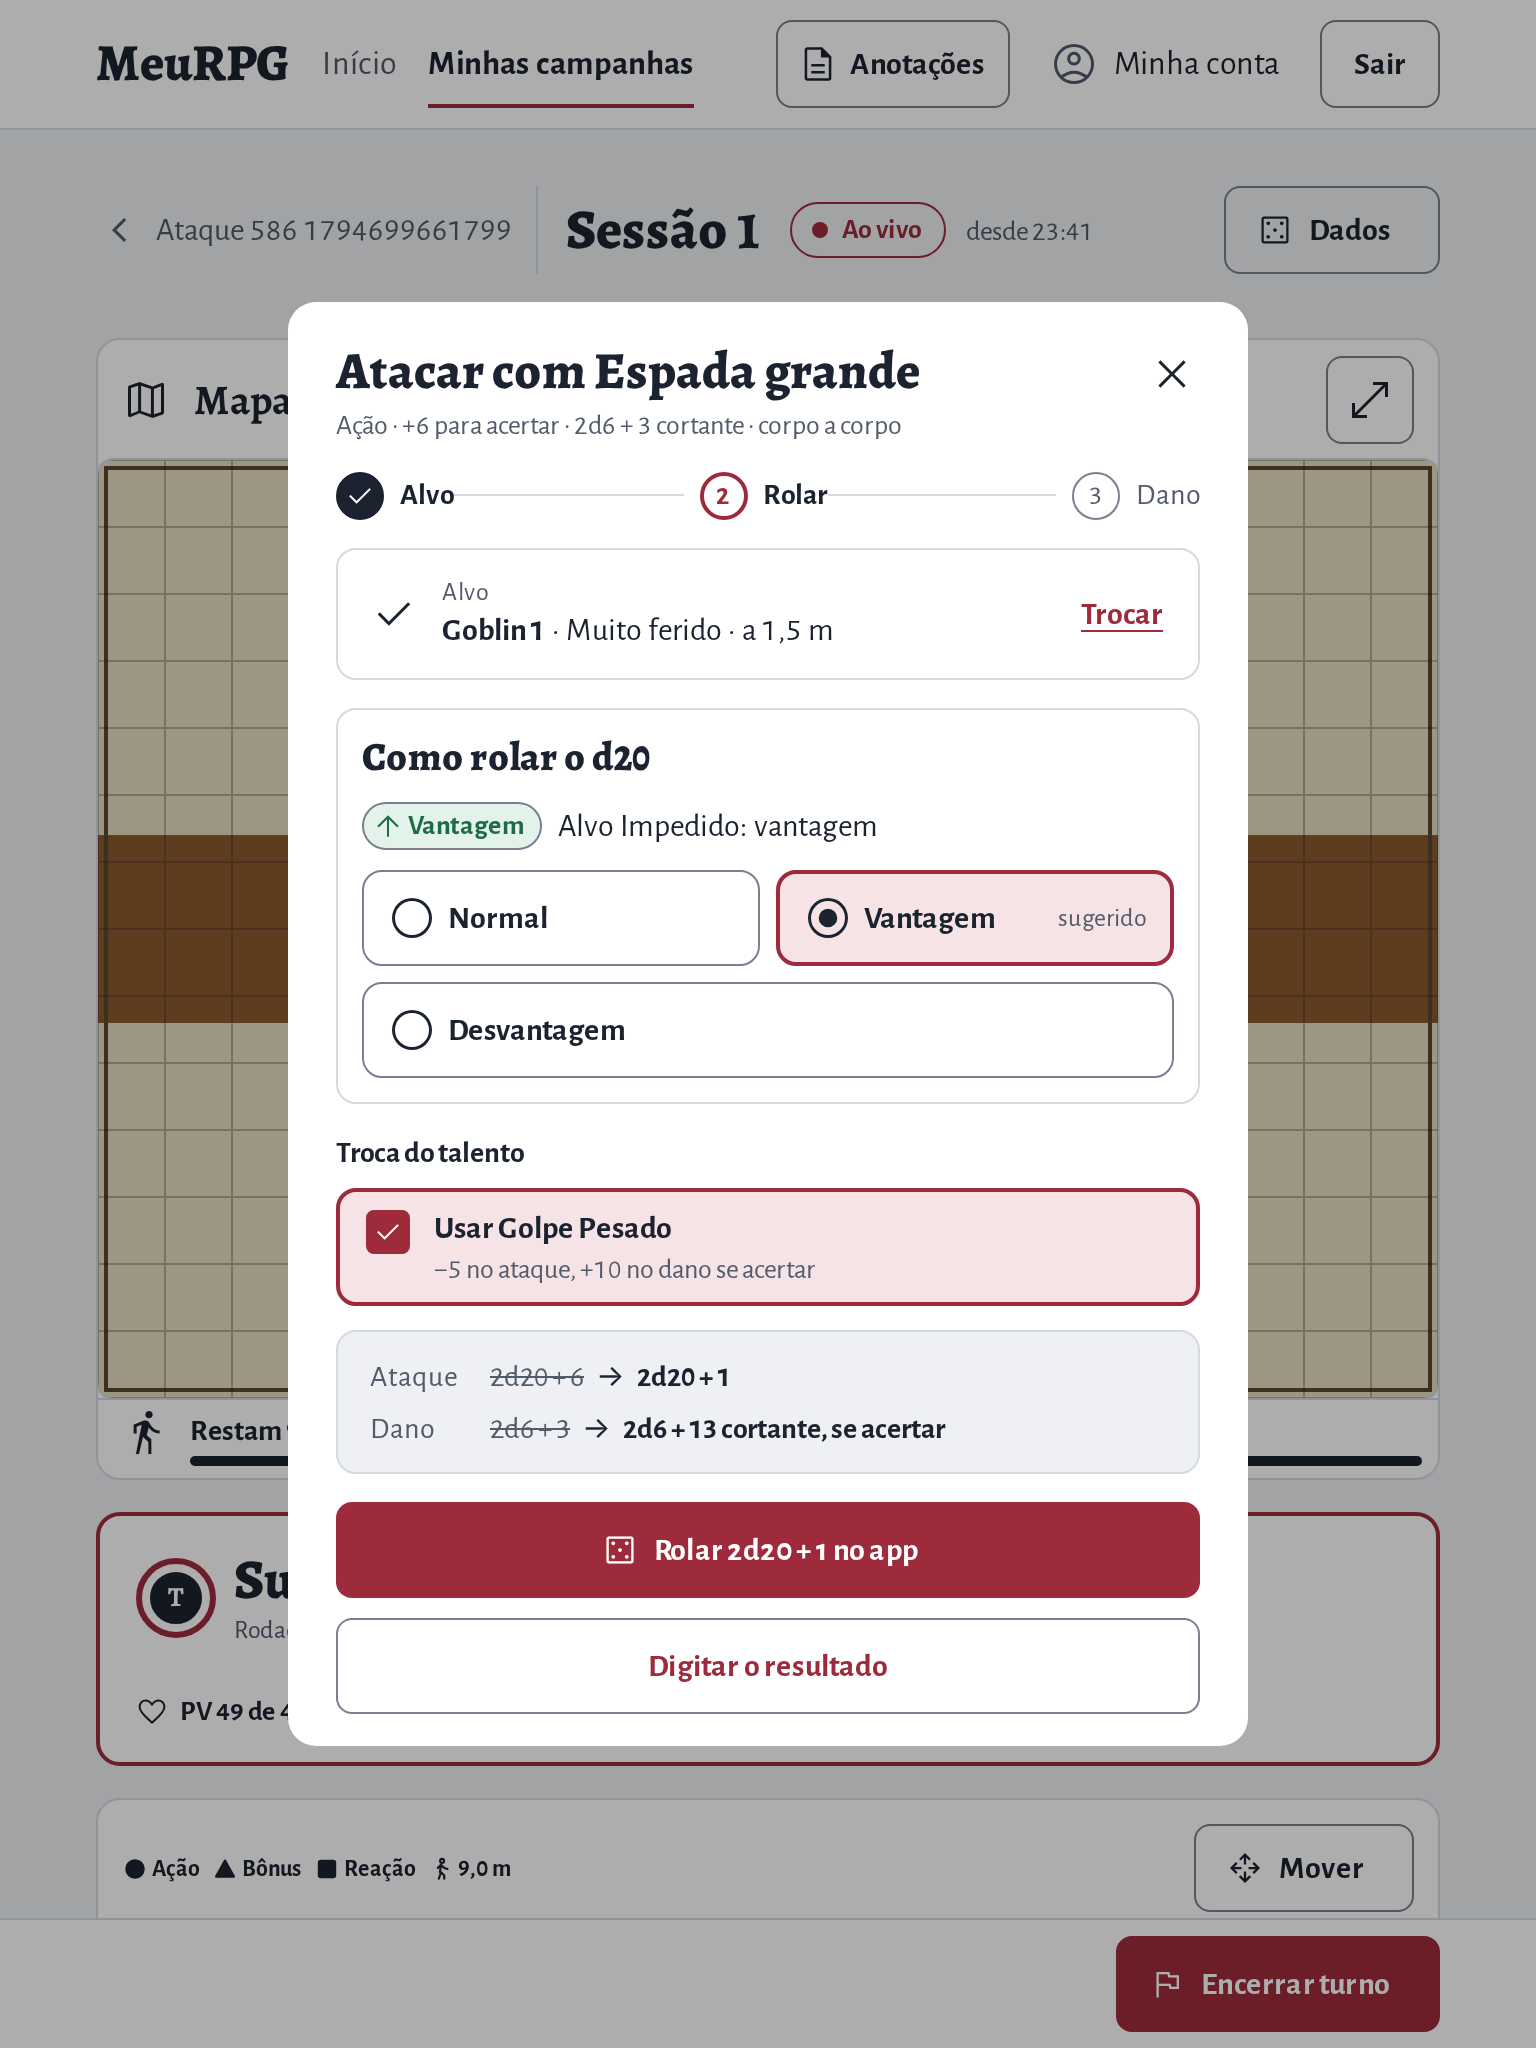 MeuRPG Início Minhas campanhas Anotações Minha conta Sair
Ataque 586 1794699661799 Sessão 1 Ao vivo desde 23:41 Dados
Mapa
Atacar com Espada grande
Ação · +6 para acertar · 2d6 + 3 cortante · corpo a corpo
Alvo 2 Rolar 3 Dano
Alvo
Goblin 1 · Muito ferido · a 1,5 m
Trocar
Como rolar o d20
Vantagem Alvo Impedido: vantagem
Normal Vantagem sugerido
Desvantagem
Troca do talento
Usar Golpe Pesado
−5 no ataque, +10 no dano se acertar
Ataque 2d20 + 6 → 2d20 + 1
Dano 2d6 + 3 → 2d6 + 13 cortante, se acertar
Restam
Rolar 2d20 + 1 no app
T
Digitar o resultado
PV 49 de
Ação Bônus Reação 9,0 m Mover
Encerrar turno